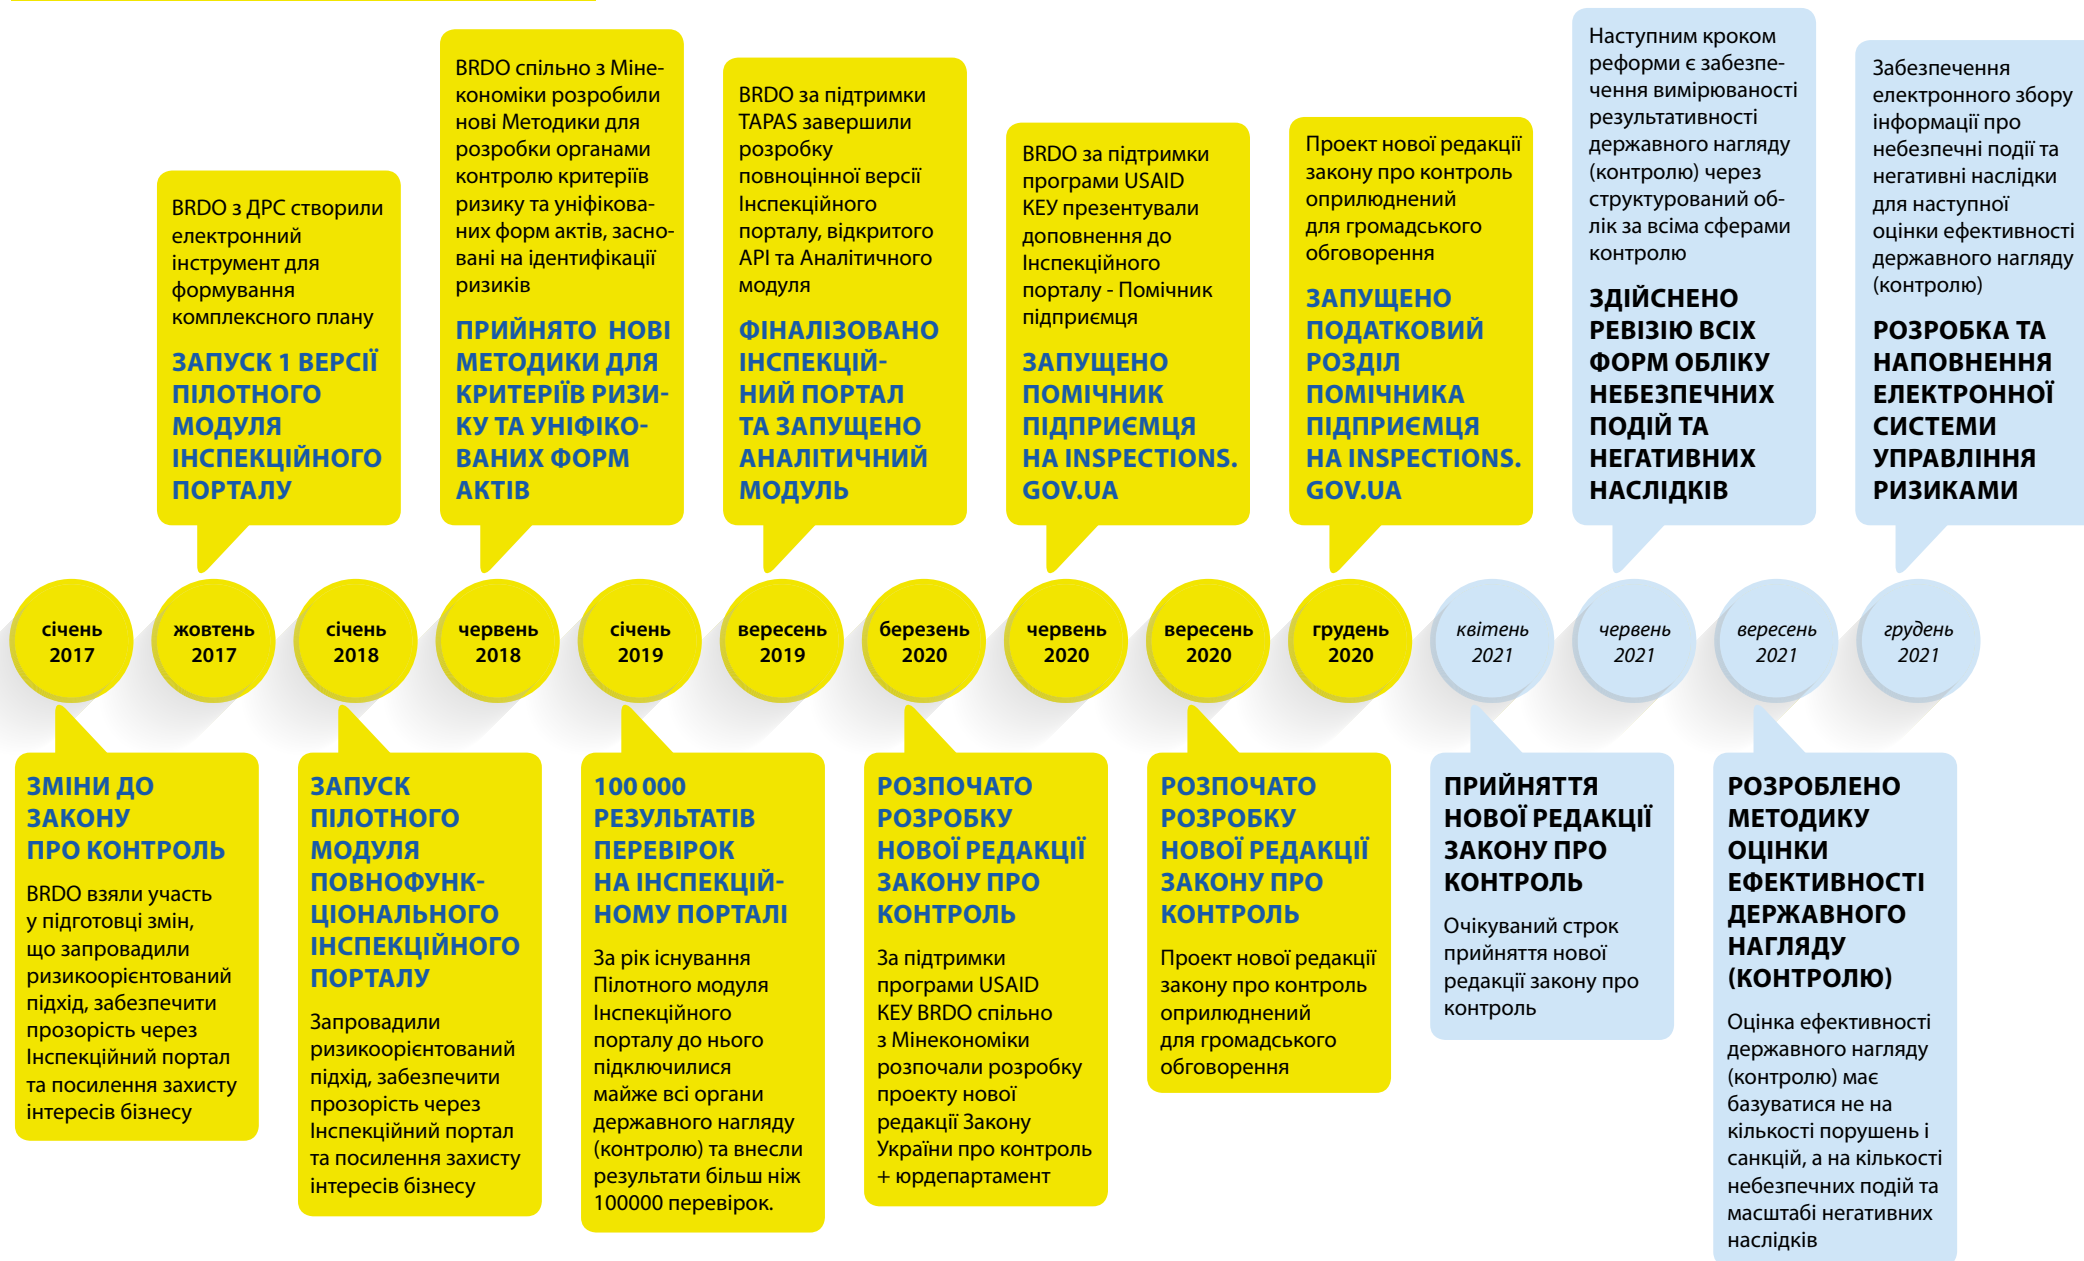 BRDO з ДРС створили
електронний
інструмент для
формування
комплексного плану
ЗАПУСК 1 ВЕРСІЇ
ПІЛОТНОГО
МОДУЛЯ
ІНСПЕКЦІЙНОГО
ПОРТАЛУ
BRDO спільно з Міне-
кономіки розробили
нові Методики для
розробки органами
контролю критеріїв
ризику та уніфікова-
них форм актів, засно-
вані на ідентифікації
ризиків
ПРИЙНЯТО НОВІ
МЕТОДИКИ ДЛЯ
КРИТЕРІЇВ РИЗИ-
КУ ТА УНІФІКО-
ВАНИХ ФОРМ
АКТІВ
BRDO за підтримки
TAPAS завершили
розробку
повноцінної версії
Інспекційного
порталу, відкритого
API та Аналітичного
модуля
ФІНАЛІЗОВАНО
ІНСПЕКЦІЙ-
НИЙ ПОРТАЛ
ТА ЗАПУЩЕНО
АНАЛІТИЧНИЙ
МОДУЛЬ
BRDO за підтримки
програми USAID
КЕУ презентували
доповнення до
Інспекційного
порталу - Помічник
підприємця
ЗАПУЩЕНО
ПОМІЧНИК
ПІДПРИЄМЦЯ
НА INSPECTIONS.
GOV.UA
Проект нової редакції
закону про контроль
оприлюднений
для громадського
обговорення
ЗАПУЩЕНО
ПОДАТКОВИЙ
РОЗДІЛ
ПОМІЧНИКА
ПІДПРИЄМЦЯ
НА INSPECTIONS.
GOV.UA
Наступним кроком
реформи є забезпе-
чення вимірюваності
результативності
державного нагляду
(контролю) через
структурований об-
лік за всіма сферами
контролю
ЗДІЙСНЕНО
РЕВІЗІЮ ВСІХ
ФОРМ ОБЛІКУ
НЕБЕЗПЕЧНИХ
ПОДІЙ ТА
НЕГАТИВНИХ
НАСЛІДКІВ
Забезпечення
електронного збору
інформації про
небезпечні події та
негативні наслідки
для наступної
оцінки ефективності
державного нагляду
(контролю)
РОЗРОБКА ТА
НАПОВНЕННЯ
ЕЛЕКТРОННОЇ
СИСТЕМИ
УПРАВЛІННЯ
РИЗИКАМИ
січень
2017
жовтень
2017
січень
2018
червень
2018
січень
2019
вересень
2019
березень
2020
червень
2020
вересень
2020
грудень
2020
квітень
2021
червень
2021
вересень
2021
грудень
2021
ЗМІНИ ДО
ЗАКОНУ
ПРО КОНТРОЛЬ
BRDO взяли участь
у підготовці змін,
що запровадили
ризикоорієнтований
підхід, забезпечити
прозорість через
Інспекційний портал
та посилення захисту
інтересів бізнесу
ЗАПУСК
ПІЛОТНОГО
МОДУЛЯ
ПОВНОФУНК-
ЦІОНАЛЬНОГО
ІНСПЕКЦІЙНОГО
ПОРТАЛУ
Запровадили
ризикоорієнтований
підхід, забезпечити
прозорість через
Інспекційний портал
та посилення захисту
інтересів бізнесу
100 000
РЕЗУЛЬТАТІВ
ПЕРЕВІРОК
НА ІНСПЕКЦІЙ-
НОМУ ПОРТАЛІ
За рік існування
Пілотного модуля
Інспекційного
порталу до нього
підключилися
майже всі органи
державного нагляду
(контролю) та внесли
результати більш ніж
100000 перевірок.
РОЗПОЧАТО
РОЗРОБКУ
НОВОЇ РЕДАКЦІЇ
ЗАКОНУ ПРО
КОНТРОЛЬ
За підтримки
програми USAID
КЕУ BRDO спільно
з Мінекономіки
розпочали розробку
проекту нової
редакції Закону
України про контроль
+ юрдепартамент
РОЗПОЧАТО
РОЗРОБКУ
НОВОЇ РЕДАКЦІЇ
ЗАКОНУ ПРО
КОНТРОЛЬ
Проект нової редакції
закону про контроль
оприлюднений
для громадського
обговорення
ПРИЙНЯТТЯ
НОВОЇ РЕДАКЦІЇ
ЗАКОНУ ПРО
КОНТРОЛЬ
Очікуваний строк
прийняття нової
редакції закону про
контроль
РОЗРОБЛЕНО
МЕТОДИКУ
ОЦІНКИ
ЕФЕКТИВНОСТІ
ДЕРЖАВНОГО
НАГЛЯДУ
(КОНТРОЛЮ)
Оцінка ефективності
державного нагляду
(контролю) має
базуватися не на
кількості порушень і
санкцій, а на кількості
небезпечних подій та
масштабі негативних
наслідків